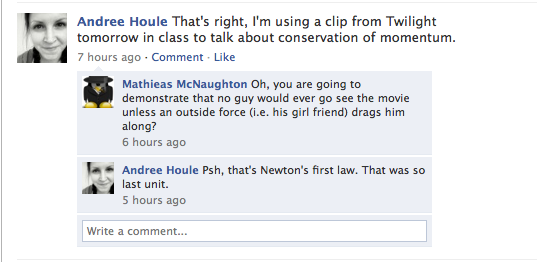 Andree Houle That's right, I'm using a clip from Twilight
tomorrow in class to talk about conservation of momentum.
7 hours ago · Comment · Like
Mathieas McNaughton Oh, you are going to
demonstrate that no guy would ever go see the movie
unless an outside force (i.e. his girl friend) drags him
along?
6 hours ago
Andree Houle Psh, that's Newton's first law. That was so
last unit.
5 hours ago
Write a comment...